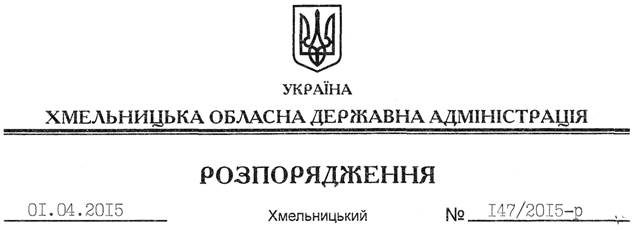 УКРАЇНА
ХМЕЛЬНИЦЬКА ОБЛАСНА ДЕРЖАВНА АДМІНІСТРАЦІЯ
РОЗПОРЯДЖЕННЯ
01.04.2015 Хмельницький № 147/2015-р